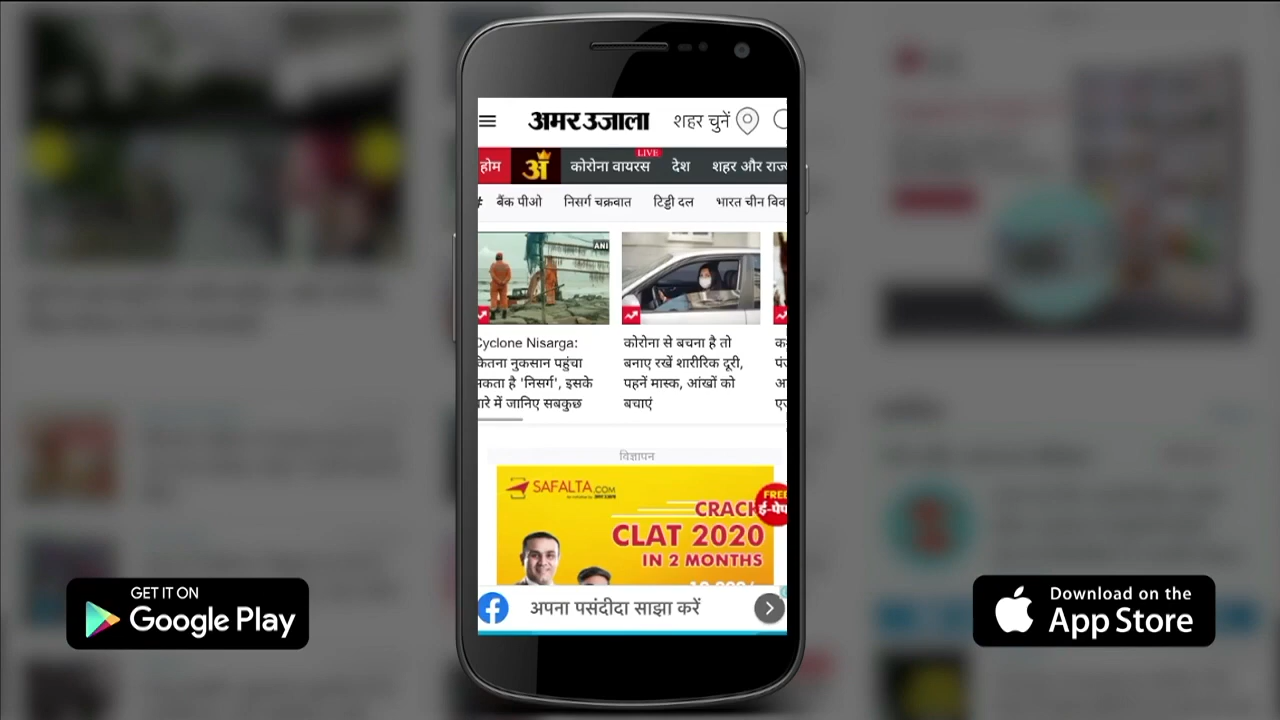 अमर उजाला
शहर चुनें
LIVE
होम
अ
कोरोना वायरस
देश
शहर और राज्
#
बैंक पीओ
निसर्ग चक्रवात
टिड्डी दल
भारत चीन विवा
ANI
Cyclone Nisarga:
कितना नुकसान पहुंचा
सकता है 'निसर्ग', इसके
बारे में जानिए सबकुछ
कोरोना से बचना है तो
बनाए रखें शारीरिक दूरी,
पहनें मास्क, आंखों को
बचाएं
विज्ञापन
SAFALTA.COM
CRACK
CLAT 2020
IN 2 MONTHS
FREE
ई-पेप
अपना पसंदीदा साझा करें
GET IT ON
Google Play
Download on the
App Store